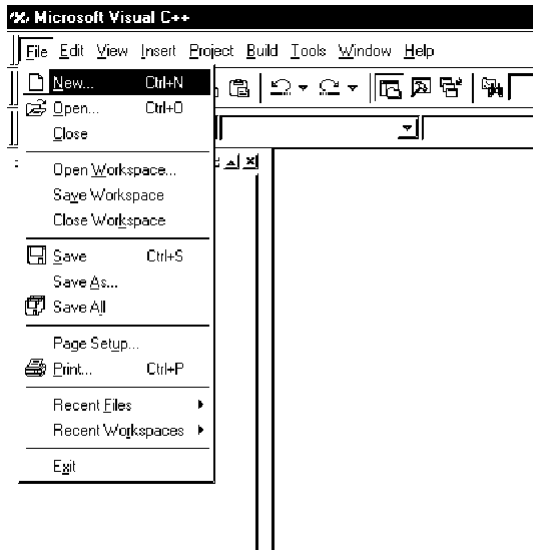 Microsoft Visual C++
File Edit View Insert Project Build Tools Window Help
New... Ctrl+N
Open... Ctrl+O
Close
Open Workspace...
Save Workspace
Close Workspace
Save Ctrl+S
Save As...
Save All
Page Setup...
Print... Ctrl+P
Recent Files
Recent Workspaces
Exit